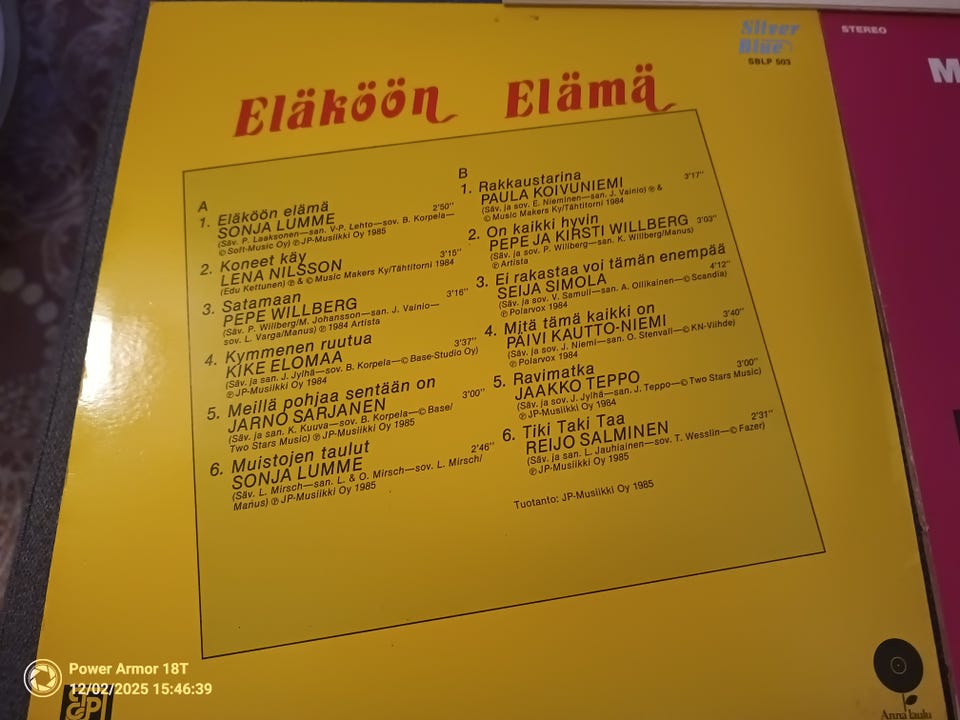 Silver
Blue
SBLP 503
STEREO
M
Eläköön Elämä
A
1. Eläköön elämä
SONJA LUMME 2'50"
(Säv. P. Laaksonen—san. V-P. Lehto—sov. B. Korpela—
© Soft-Music Oy) ℗ JP-Musiikki Oy 1985
2. Koneet käy
LENA NILSSON 3'15"
(Edu Kettunen) ℗ & © Music Makers Ky/Tähtitorni 1984
3. Satamaan
PEPE WILLBERG 3'16"
(Säv. P. Willberg/M. Johansson—san. J. Vainio—
sov. L. Varga/Manus) ℗ 1984 Artista
4. Kymmenen ruutua
KIKE ELOMAA 3'37"
(Säv. ja san. J. Jylhä—sov. B. Korpela—© Base-Studio Oy)
℗ JP-Musiikki Oy 1984
5. Meillä pohjaa sentään on
JARNO SARJANEN 3'00"
(Säv. ja san. K. Kuuva—sov. B. Korpela—© Base/
Two Stars Music) ℗ JP-Musiikki Oy 1985
6. Muistojen taulut
SONJA LUMME 2'46"
(Säv. L. Mirsch—san. L. & O. Mirsch—sov. L. Mirsch/
Manus) ℗ JP-Musiikki Oy 1985
B
1. Rakkaustarina
PAULA KOIVUNIEMI 3'17"
(Säv. ja sov. E. Nieminen—san. J. Vainio) ℗ &
© Music Makers Ky/Tähtitorni 1984
2. On kaikki hyvin
PEPE JA KIRSTI WILLBERG 3'03"
(Säv. ja sov. P. Willberg—san. K. Willberg/Manus)
℗ Artista
3. Ei rakastaa voi tämän enempää
SEIJA SIMOLA 4'12"
(Säv. ja sov. V. Samuli—san. A. Ollikainen—© Scandia)
℗ Polarvox 1984
4. Mitä tämä kaikki on
PÄIVI KAUTTO-NIEMI 3'40"
(Säv. ja sov. J. Niemi—san. O. Stenvall—© KN-Viihde)
℗ Polarvox 1984
5. Ravimatka
JAAKKO TEPPO 3'00"
(Säv. ja sov. J. Jylhä—san. J. Teppo—© Two Stars Music)
℗ JP-Musiikki Oy 1984
6. Tiki Taki Taa
REIJO SALMINEN 2'31"
(Säv. ja san. L. Jauhiainen—sov. T. Wesslin—© Fazer)
℗ JP-Musiikki Oy 1985
Tuotanto: JP-Musiikki Oy 1985
Anna laulu
Power Armor 18T
12/02/2025 15:46:39